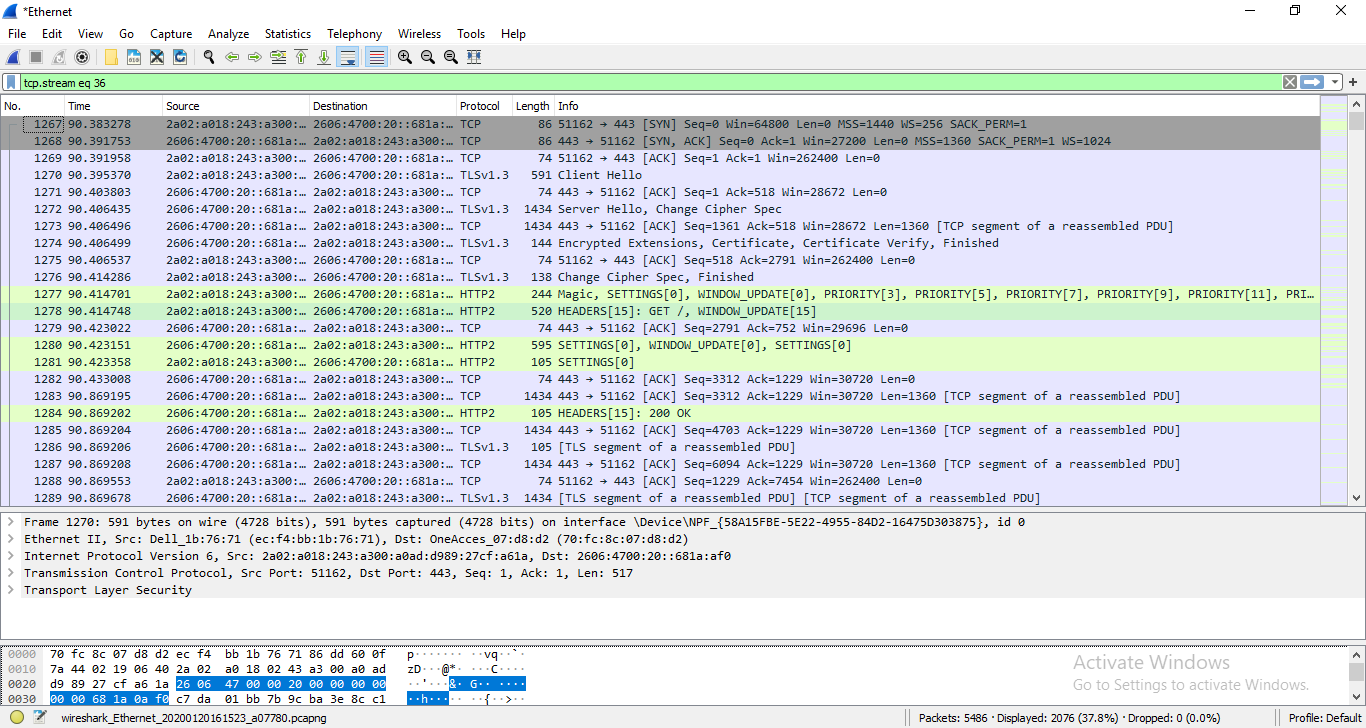 *Ethernet
File Edit View Go Capture Analyze Statistics Telephony Wireless Tools Help
tcp.stream eq 36
No. Time Source Destination Protocol Length Info
1267 90.383278 2a02:a018:243:a300:… 2606:4700:20::681a:… TCP 86 51162 → 443 [SYN] Seq=0 Win=64800 Len=0 MSS=1440 WS=256 SACK_PERM=1
1268 90.391753 2606:4700:20::681a:… 2a02:a018:243:a300:… TCP 86 443 → 51162 [SYN, ACK] Seq=0 Ack=1 Win=27200 Len=0 MSS=1360 SACK_PERM=1 WS=1024
1269 90.391958 2a02:a018:243:a300:… 2606:4700:20::681a:… TCP 74 51162 → 443 [ACK] Seq=1 Ack=1 Win=262400 Len=0
1270 90.395370 2a02:a018:243:a300:… 2606:4700:20::681a:… TLSv1.3 591 Client Hello
1271 90.403803 2606:4700:20::681a:… 2a02:a018:243:a300:… TCP 74 443 → 51162 [ACK] Seq=1 Ack=518 Win=28672 Len=0
1272 90.406435 2606:4700:20::681a:… 2a02:a018:243:a300:… TLSv1.3 1434 Server Hello, Change Cipher Spec
1273 90.406496 2606:4700:20::681a:… 2a02:a018:243:a300:… TCP 1434 443 → 51162 [ACK] Seq=1361 Ack=518 Win=28672 Len=1360 [TCP segment of a reassembled PDU]
1274 90.406499 2606:4700:20::681a:… 2a02:a018:243:a300:… TLSv1.3 144 Encrypted Extensions, Certificate, Certificate Verify, Finished
1275 90.406537 2a02:a018:243:a300:… 2606:4700:20::681a:… TCP 74 51162 → 443 [ACK] Seq=518 Ack=2791 Win=262400 Len=0
1276 90.414286 2a02:a018:243:a300:… 2606:4700:20::681a:… TLSv1.3 138 Change Cipher Spec, Finished
1277 90.414701 2a02:a018:243:a300:… 2606:4700:20::681a:… HTTP2 244 Magic, SETTINGS[0], WINDOW_UPDATE[0], PRIORITY[3], PRIORITY[5], PRIORITY[7], PRIORITY[9], PRIORITY[11], PRI…
1278 90.414748 2a02:a018:243:a300:… 2606:4700:20::681a:… HTTP2 520 HEADERS[15]: GET /, WINDOW_UPDATE[15]
1279 90.423022 2606:4700:20::681a:… 2a02:a018:243:a300:… TCP 74 443 → 51162 [ACK] Seq=2791 Ack=752 Win=29696 Len=0
1280 90.423151 2606:4700:20::681a:… 2a02:a018:243:a300:… HTTP2 595 SETTINGS[0], WINDOW_UPDATE[0], SETTINGS[0]
1281 90.423358 2a02:a018:243:a300:… 2606:4700:20::681a:… HTTP2 105 SETTINGS[0]
1282 90.433008 2606:4700:20::681a:… 2a02:a018:243:a300:… TCP 74 443 → 51162 [ACK] Seq=3312 Ack=1229 Win=30720 Len=0
1283 90.869195 2606:4700:20::681a:… 2a02:a018:243:a300:… TCP 1434 443 → 51162 [ACK] Seq=3312 Ack=1229 Win=30720 Len=1360 [TCP segment of a reassembled PDU]
1284 90.869202 2606:4700:20::681a:… 2a02:a018:243:a300:… HTTP2 105 HEADERS[15]: 200 OK
1285 90.869204 2606:4700:20::681a:… 2a02:a018:243:a300:… TCP 1434 443 → 51162 [ACK] Seq=4703 Ack=1229 Win=30720 Len=1360 [TCP segment of a reassembled PDU]
1286 90.869206 2606:4700:20::681a:… 2a02:a018:243:a300:… TLSv1.3 105 [TLS segment of a reassembled PDU]
1287 90.869208 2606:4700:20::681a:… 2a02:a018:243:a300:… TCP 1434 443 → 51162 [ACK] Seq=6094 Ack=1229 Win=30720 Len=1360 [TCP segment of a reassembled PDU]
1288 90.869553 2a02:a018:243:a300:… 2606:4700:20::681a:… TCP 74 51162 → 443 [ACK] Seq=1229 Ack=7454 Win=262400 Len=0
1289 90.869678 2606:4700:20::681a:… 2a02:a018:243:a300:… TLSv1.3 1434 [TLS segment of a reassembled PDU] [TCP segment of a reassembled PDU]
Frame 1270: 591 bytes on wire (4728 bits), 591 bytes captured (4728 bits) on interface \Device\NPF_{58A15FBE-5E22-4955-84D2-16475D303875}, id 0
Ethernet II, Src: Dell_1b:76:71 (ec:f4:bb:1b:76:71), Dst: OneAcces_07:d8:d2 (70:fc:8c:07:d8:d2)
Internet Protocol Version 6, Src: 2a02:a018:243:a300:a0ad:d989:27cf:a61a, Dst: 2606:4700:20::681a:af0
Transmission Control Protocol, Src Port: 51162, Dst Port: 443, Seq: 1, Ack: 1, Len: 517
Transport Layer Security
0000 70 fc 8c 07 d8 d2 ec f4 bb 1b 76 71 86 dd 60 0f p······· ··vq··`·
0010 7a 44 02 19 06 40 2a 02 a0 18 02 43 a3 00 a0 ad zD···@*· ···C····
0020 d9 89 27 cf a6 1a 26 06 47 00 00 20 00 00 00 00 ··'···&· G·· ····
0030 00 00 68 1a 0a f0 c7 da 01 bb 7b 9c ba 3e 8c c1 ··h····· ··{··>··
Activate Windows
Go to Settings to activate Windows.
wireshark_Ethernet_20200120161523_a07780.pcapng Packets: 5486 · Displayed: 2076 (37.8%) · Dropped: 0 (0.0%) Profile: Default